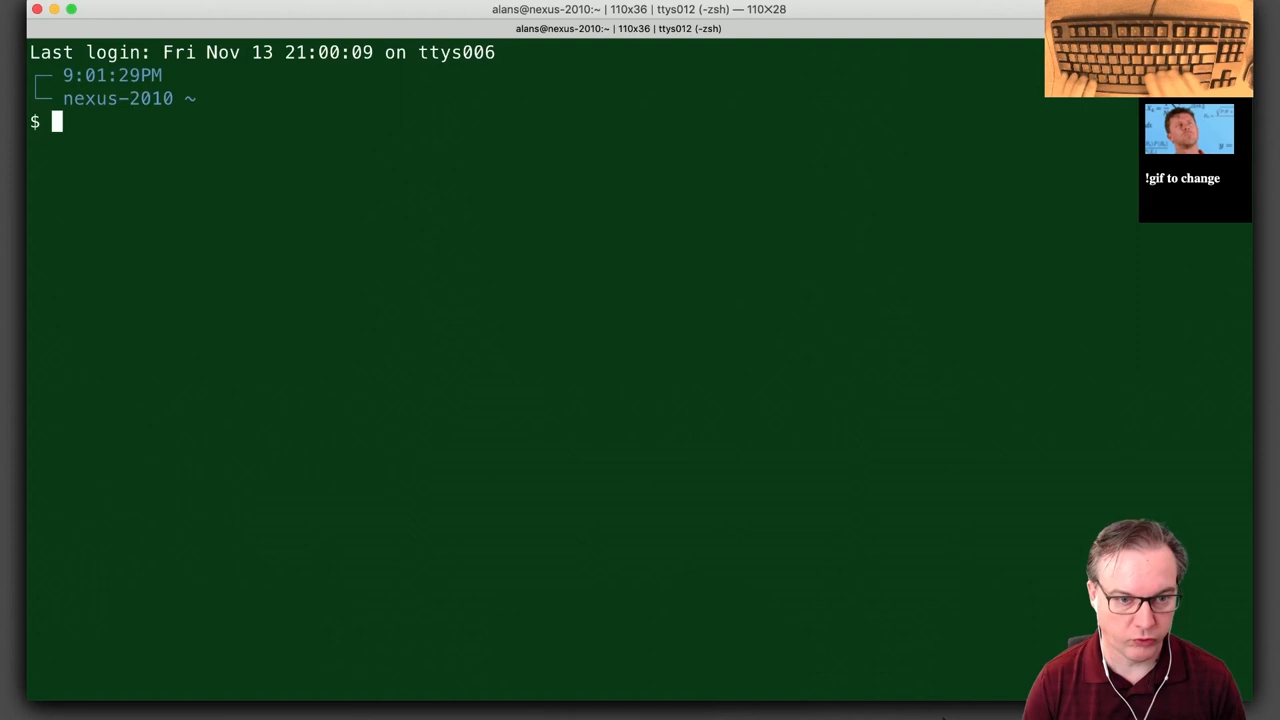 alans@nexus-2010:~ | 110x36 | ttys012 (-zsh) — 110✕28
alans@nexus-2010:~ | 110x36 | ttys012 (-zsh)
Last login: Fri Nov 13 21:00:09 on ttys006
9:01:29PM
nexus-2010 ~
$
!gif to change